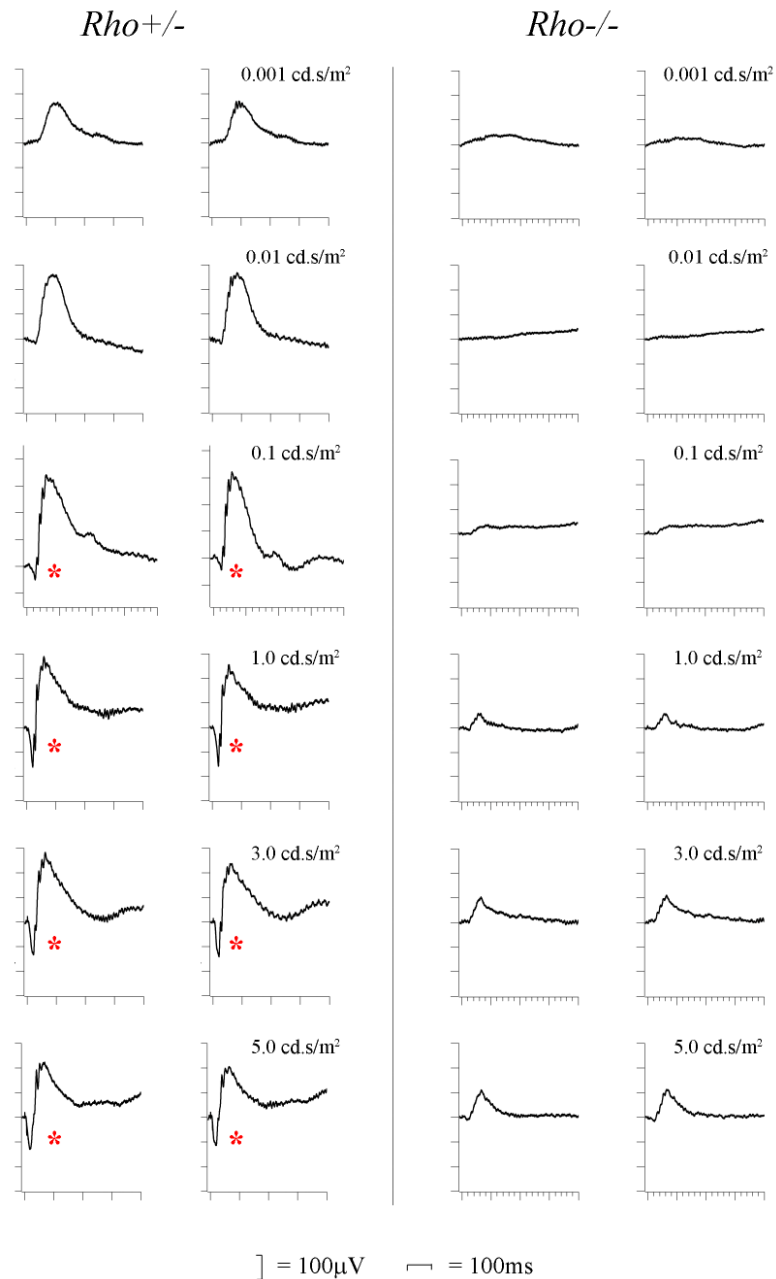 Rho+/- Rho-/-
0.001 cd.s/m² 0.001 cd.s/m²
0.01 cd.s/m² 0.01 cd.s/m²
0.1 cd.s/m² 0.1 cd.s/m²
*
*
1.0 cd.s/m² 1.0 cd.s/m²
*
*
3.0 cd.s/m² 3.0 cd.s/m²
*
*
5.0 cd.s/m² 5.0 cd.s/m²
*
*
= 100μV = 100ms